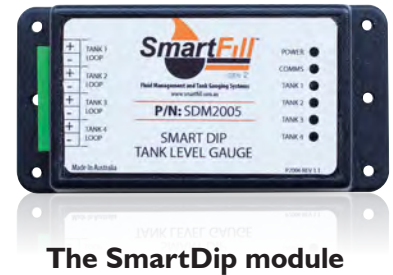 + TANK 1
- LOOP
+ TANK 2
- LOOP
+ TANK 3
- LOOP
+ TANK 4
- LOOP
Made In Australia
SmartFill
GEN 2
Fluid Management and Tank Gauging Systems
www.smartfill.com.au
P/N: SDM2005
SMART DIP
TANK LEVEL GAUGE
POWER
COMMS
TANK 1
TANK 2
TANK 3
TANK 4
The SmartDip module